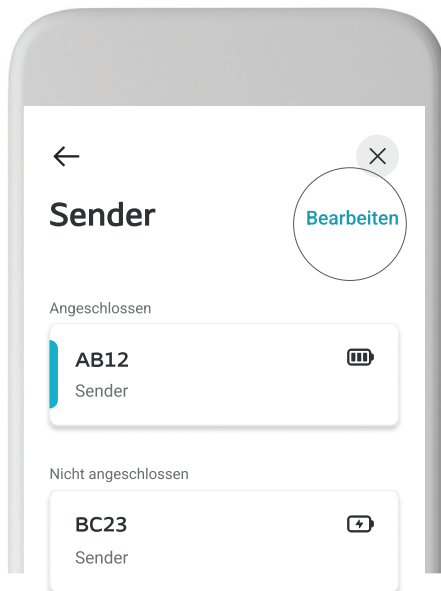 Sender
Bearbeiten
Angeschlossen
AB12
Sender
Nicht angeschlossen
BC23
Sender